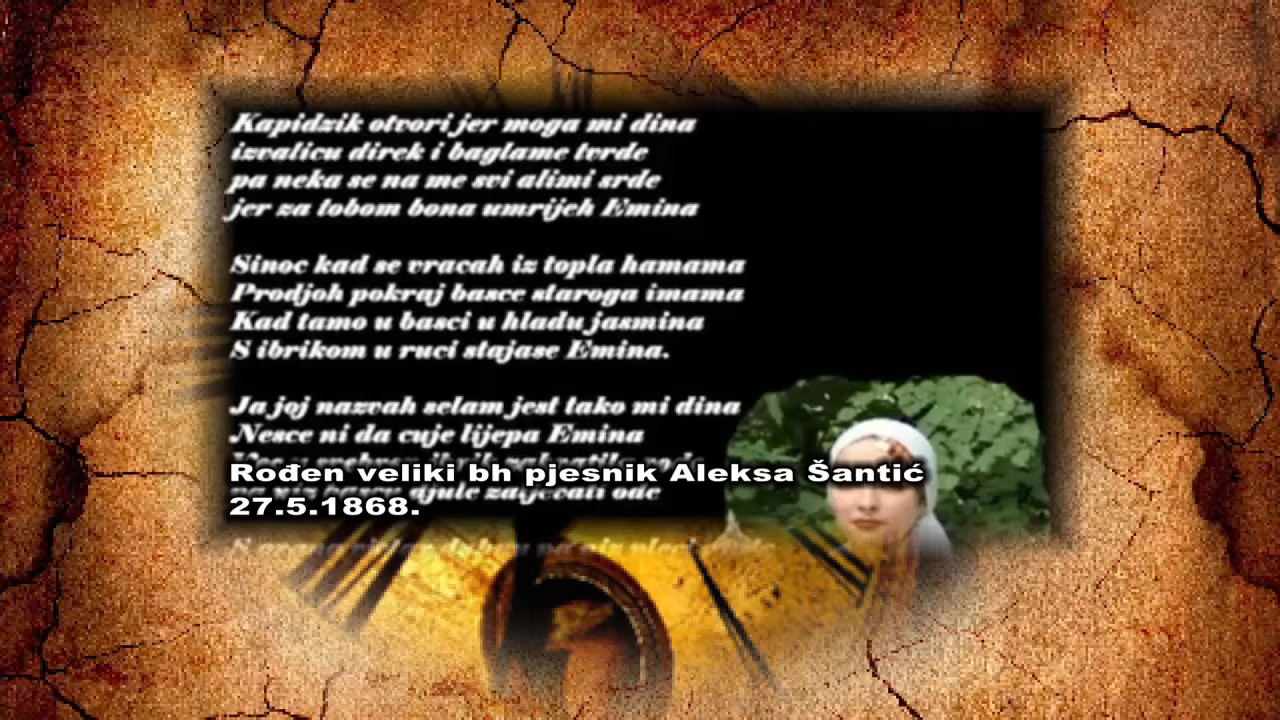 Kapidzik otvori jer moga mi dina
izvalicu direk i baglame tvrde
pa neka se na me svi alimi srde
jer za tobom bona umrijeh Emina
Sinoc kad se vracah iz topla hamama
Prodjoh pokraj basce staroga imama
Kad tamo u basci u hladu jasmina
S ibrikom u ruci stajase Emina.
Ja joj nazvah selam jest tako mi dina
Nesce ni da cuje lijepa Emina
Rođen veliki bh pjesnik Aleksa Šantić
27.5.1868.